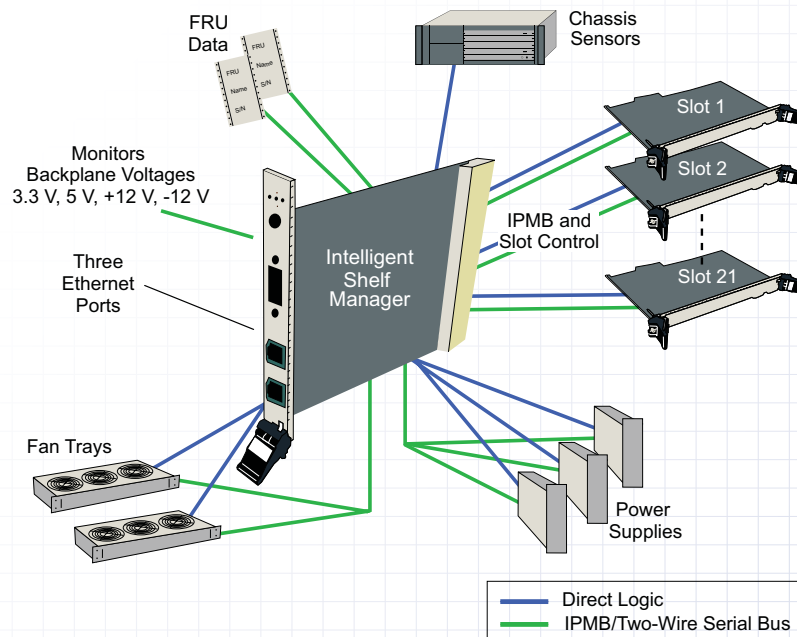 FRU
Data
FRU
Name
S/N
FRU
Name
S/N
Chassis
Sensors
Slot 1
Slot 2
Slot 21
Monitors
Backplane Voltages
3.3 V, 5 V, +12 V, -12 V
IPMB and
Slot Control
Intelligent
Shelf
Manager
Three
Ethernet
Ports
Fan Trays
Power
Supplies
Direct Logic
IPMB/Two-Wire Serial Bus